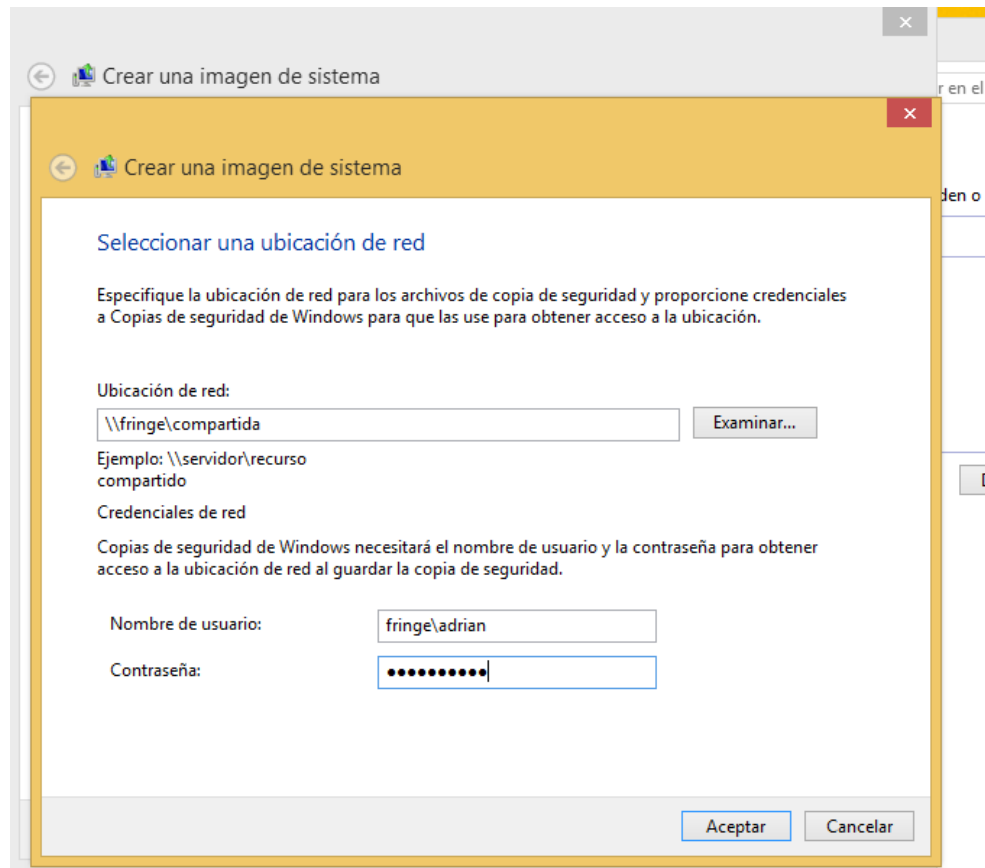 Crear una imagen de sistema
r en el
Crear una imagen de sistema
den o
Seleccionar una ubicación de red
Especifique la ubicación de red para los archivos de copia de seguridad y proporcione credenciales
a Copias de seguridad de Windows para que las use para obtener acceso a la ubicación.
Ubicación de red:
\\fringe\compartida
Examinar...
Ejemplo: \\servidor\recurso
compartido
Credenciales de red
Copias de seguridad de Windows necesitará el nombre de usuario y la contraseña para obtener
acceso a la ubicación de red al guardar la copia de seguridad.
Nombre de usuario:
fringe\adrian
Contraseña:
●●●●●●●●●●
Aceptar
Cancelar